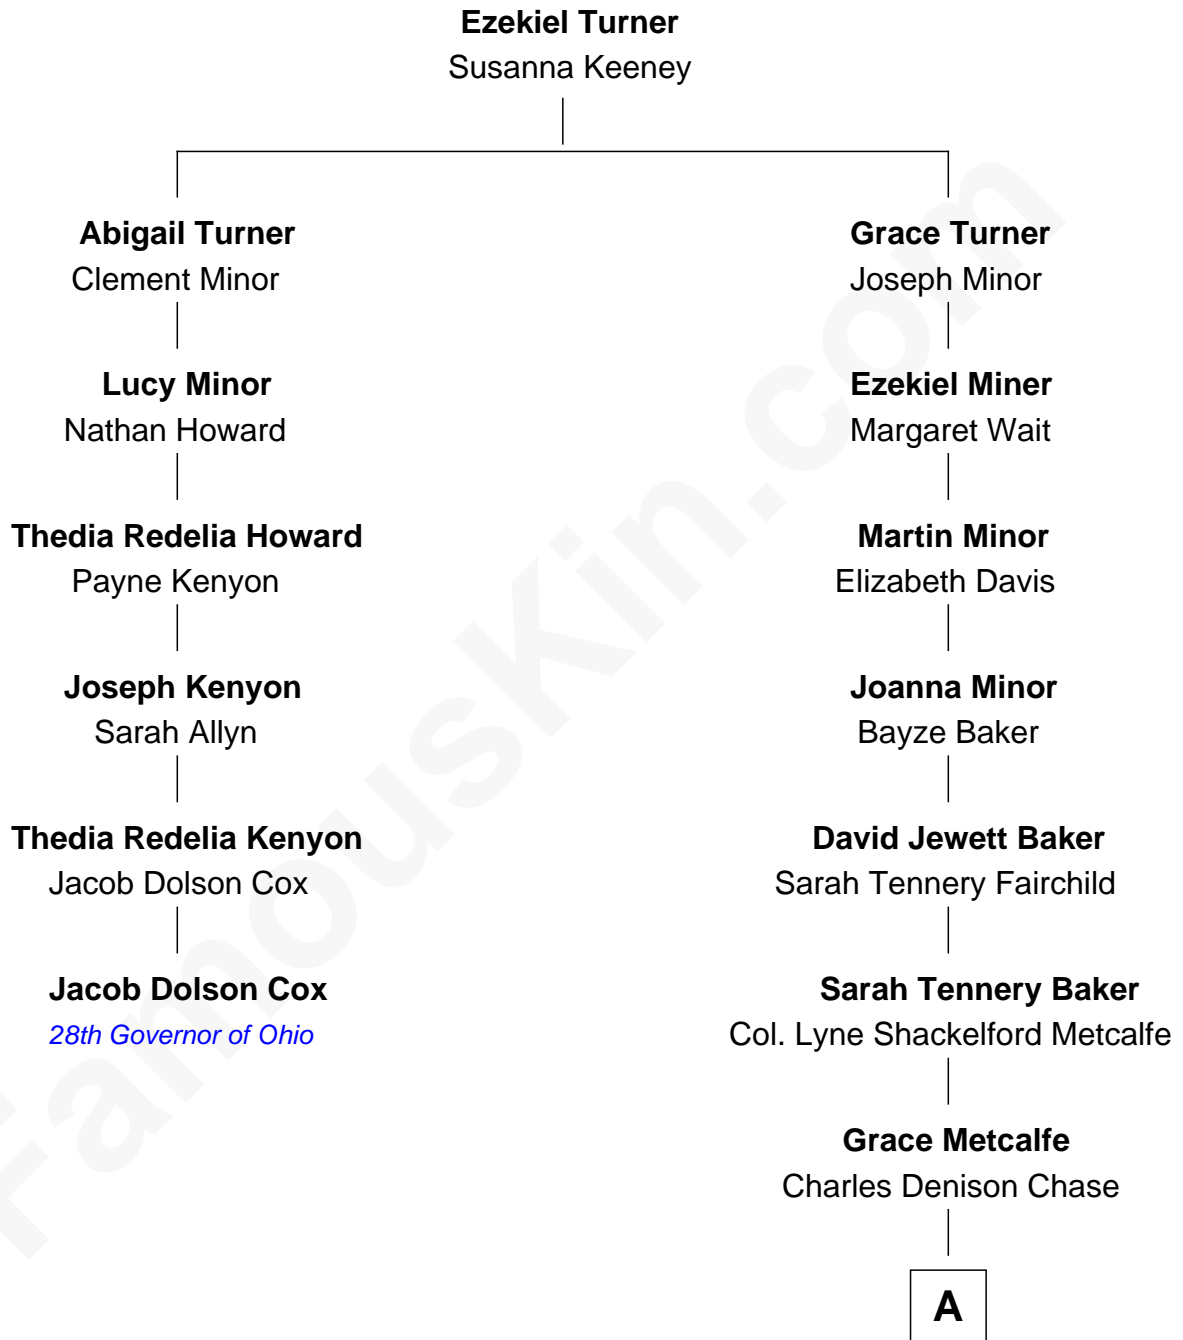 Ezekiel Turner
Susanna Keeney
Abigail Turner
Clement Minor
Lucy Minor
Nathan Howard
Thedia Redelia Howard
Payne Kenyon
Joseph Kenyon
Sarah Allyn
Thedia Redelia Kenyon
Jacob Dolson Cox
Jacob Dolson Cox
28th Governor of Ohio
Grace Turner
Joseph Minor
Ezekiel Miner
Margaret Wait
Martin Minor
Elizabeth Davis
Joanna Minor
Bayze Baker
David Jewett Baker
Sarah Tennery Fairchild
Sarah Tennery Baker
Col. Lyne Shackelford Metcalfe
Grace Metcalfe
Charles Denison Chase
A
FamousKin.com